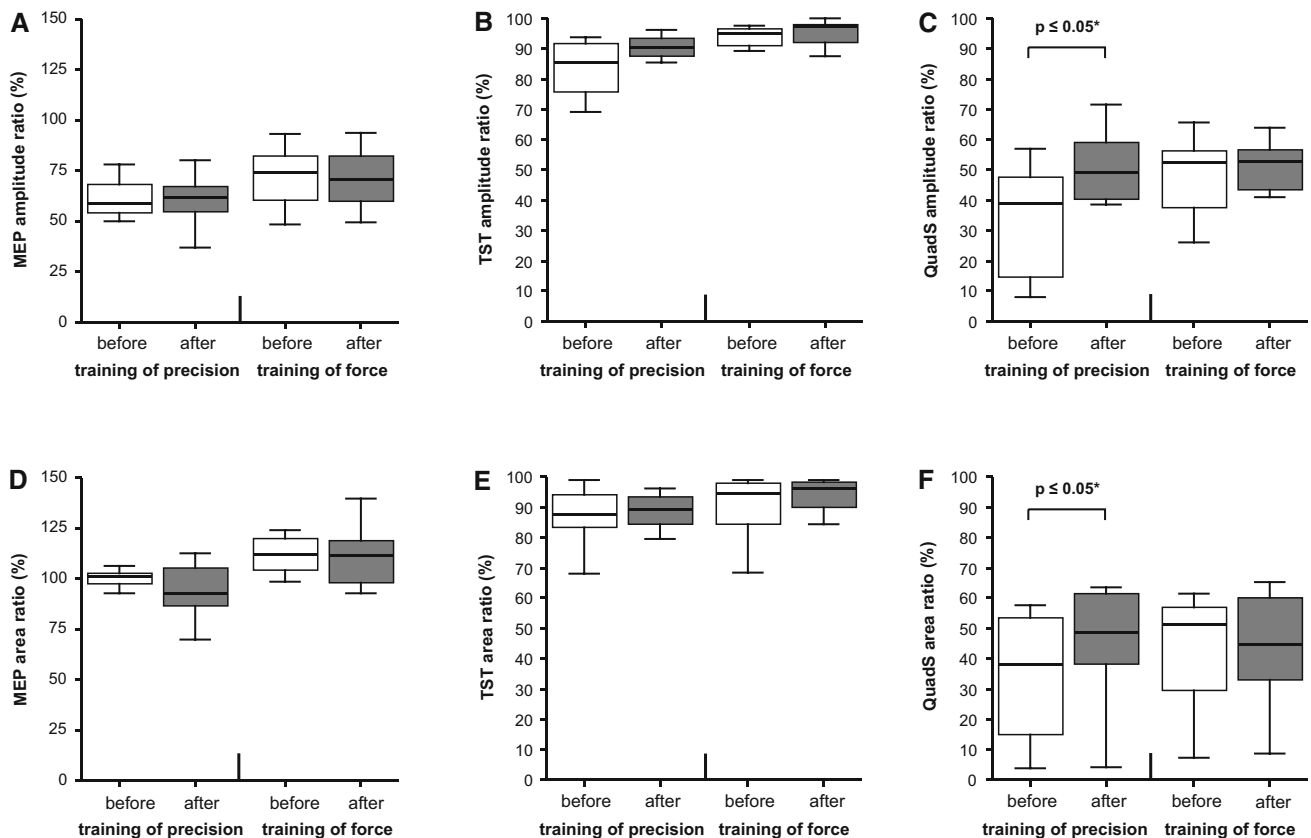 A
MEP amplitude ratio (%)
150
125
100
75
50
25
0
before after before after
training of precision training of force
B
TST amplitude ratio (%)
100
90
80
70
60
50
40
30
20
10
0
before after before after
training of precision training of force
C
QuadS amplitude ratio (%)
100
90
80
70
60
50
40
30
20
10
0
p ≤ 0.05*
before after before after
training of precision training of force
D
MEP area ratio (%)
150
125
100
75
50
25
0
before after before after
training of precision training of force
E
TST area ratio (%)
100
90
80
70
60
50
40
30
20
10
0
before after before after
training of precision training of force
F
QuadS area ratio (%)
100
90
80
70
60
50
40
30
20
10
0
p ≤ 0.05*
before after before after
training of precision training of force